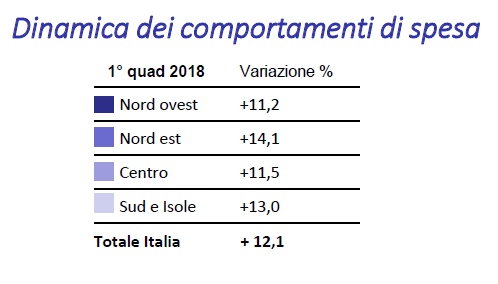 Dinamica dei comportamenti di spesa
1° quad 2018 Variazione %
Nord ovest +11,2
Nord est +14,1
Centro +11,5
Sud e Isole +13,0
Totale Italia + 12,1